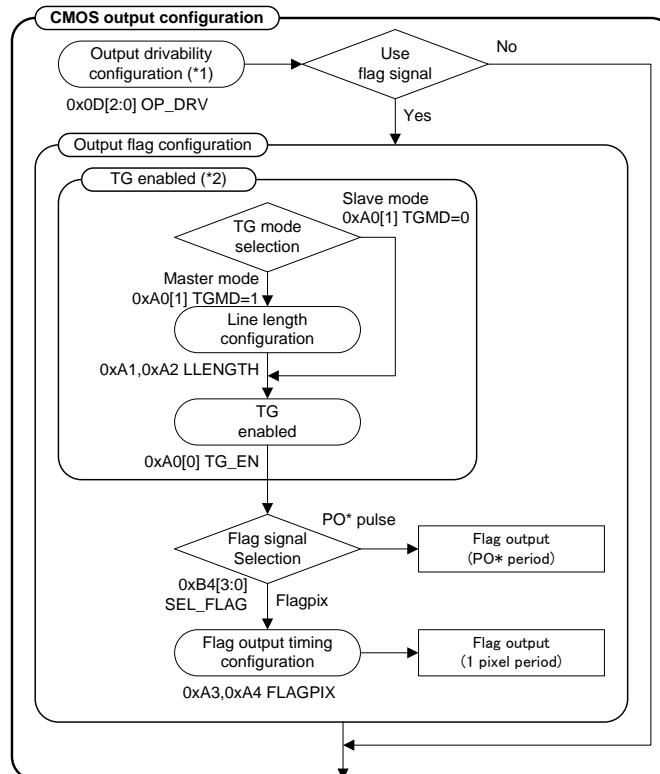 CMOS output configuration
Output drivability
configuration (*1)
0x0D[2:0] OP_DRV
Use
flag signal
No
Yes
Output flag configuration
TG enabled (*2)
Slave mode
0xA0[1] TGMD=0
TG mode
selection
Master mode
0xA0[1] TGMD=1
Line length
configuration
0xA1,0xA2 LLENGTH
TG
enabled
0xA0[0] TG_EN
PO* pulse
Flag signal
Selection
Flag output
(PO* period)
0xB4[3:0]
SEL_FLAG
Flagpix
Flag output timing
configuration
Flag output
(1 pixel period)
0xA3,0xA4 FLAGPIX